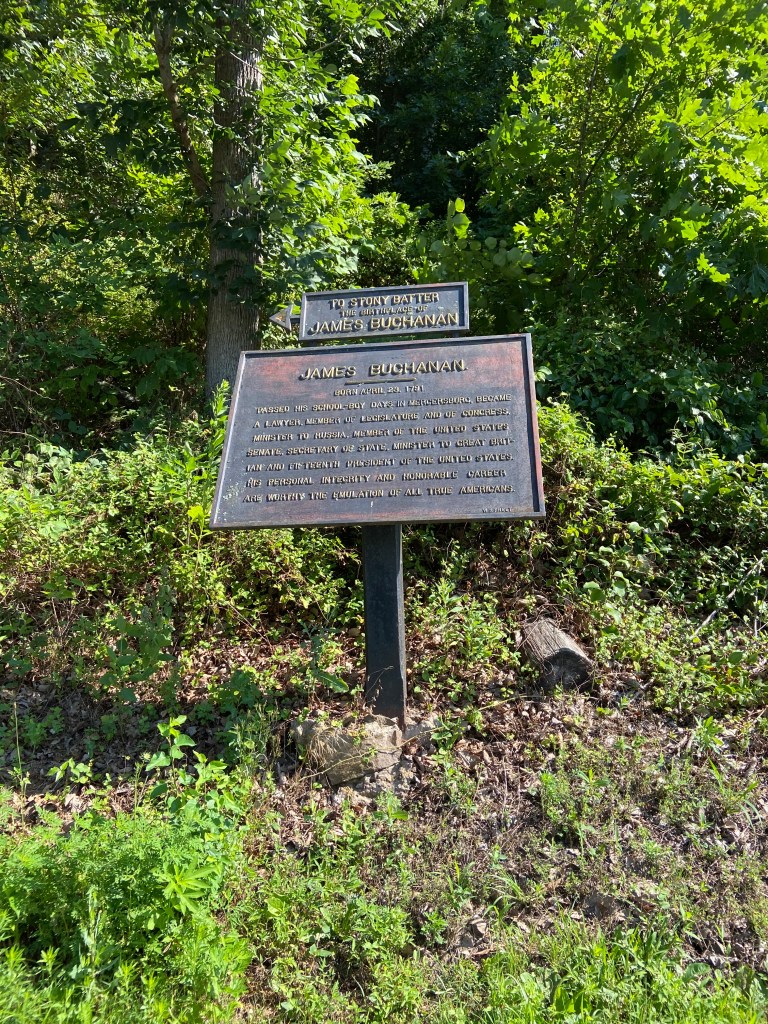 TO STONY BATTER
THE BIRTHPLACE OF
JAMES BUCHANAN
JAMES BUCHANAN.
BORN APRIL 23, 1791
PASSED HIS SCHOOL-BOY DAYS IN MERCERSBURG, BECAME
A LAWYER, MEMBER OF LEGISLATURE AND OF CONGRESS,
MINISTER TO RUSSIA, MEMBER OF THE UNITED STATES
SENATE, SECRETARY OF STATE, MINISTER TO GREAT BRIT-
IAN AND FIFTEENTH PRESIDENT OF THE UNITED STATES.
HIS PERSONAL INTEGRITY AND HONORABLE CAREER
ARE WORTHY THE EMULATION OF ALL TRUE AMERICANS.